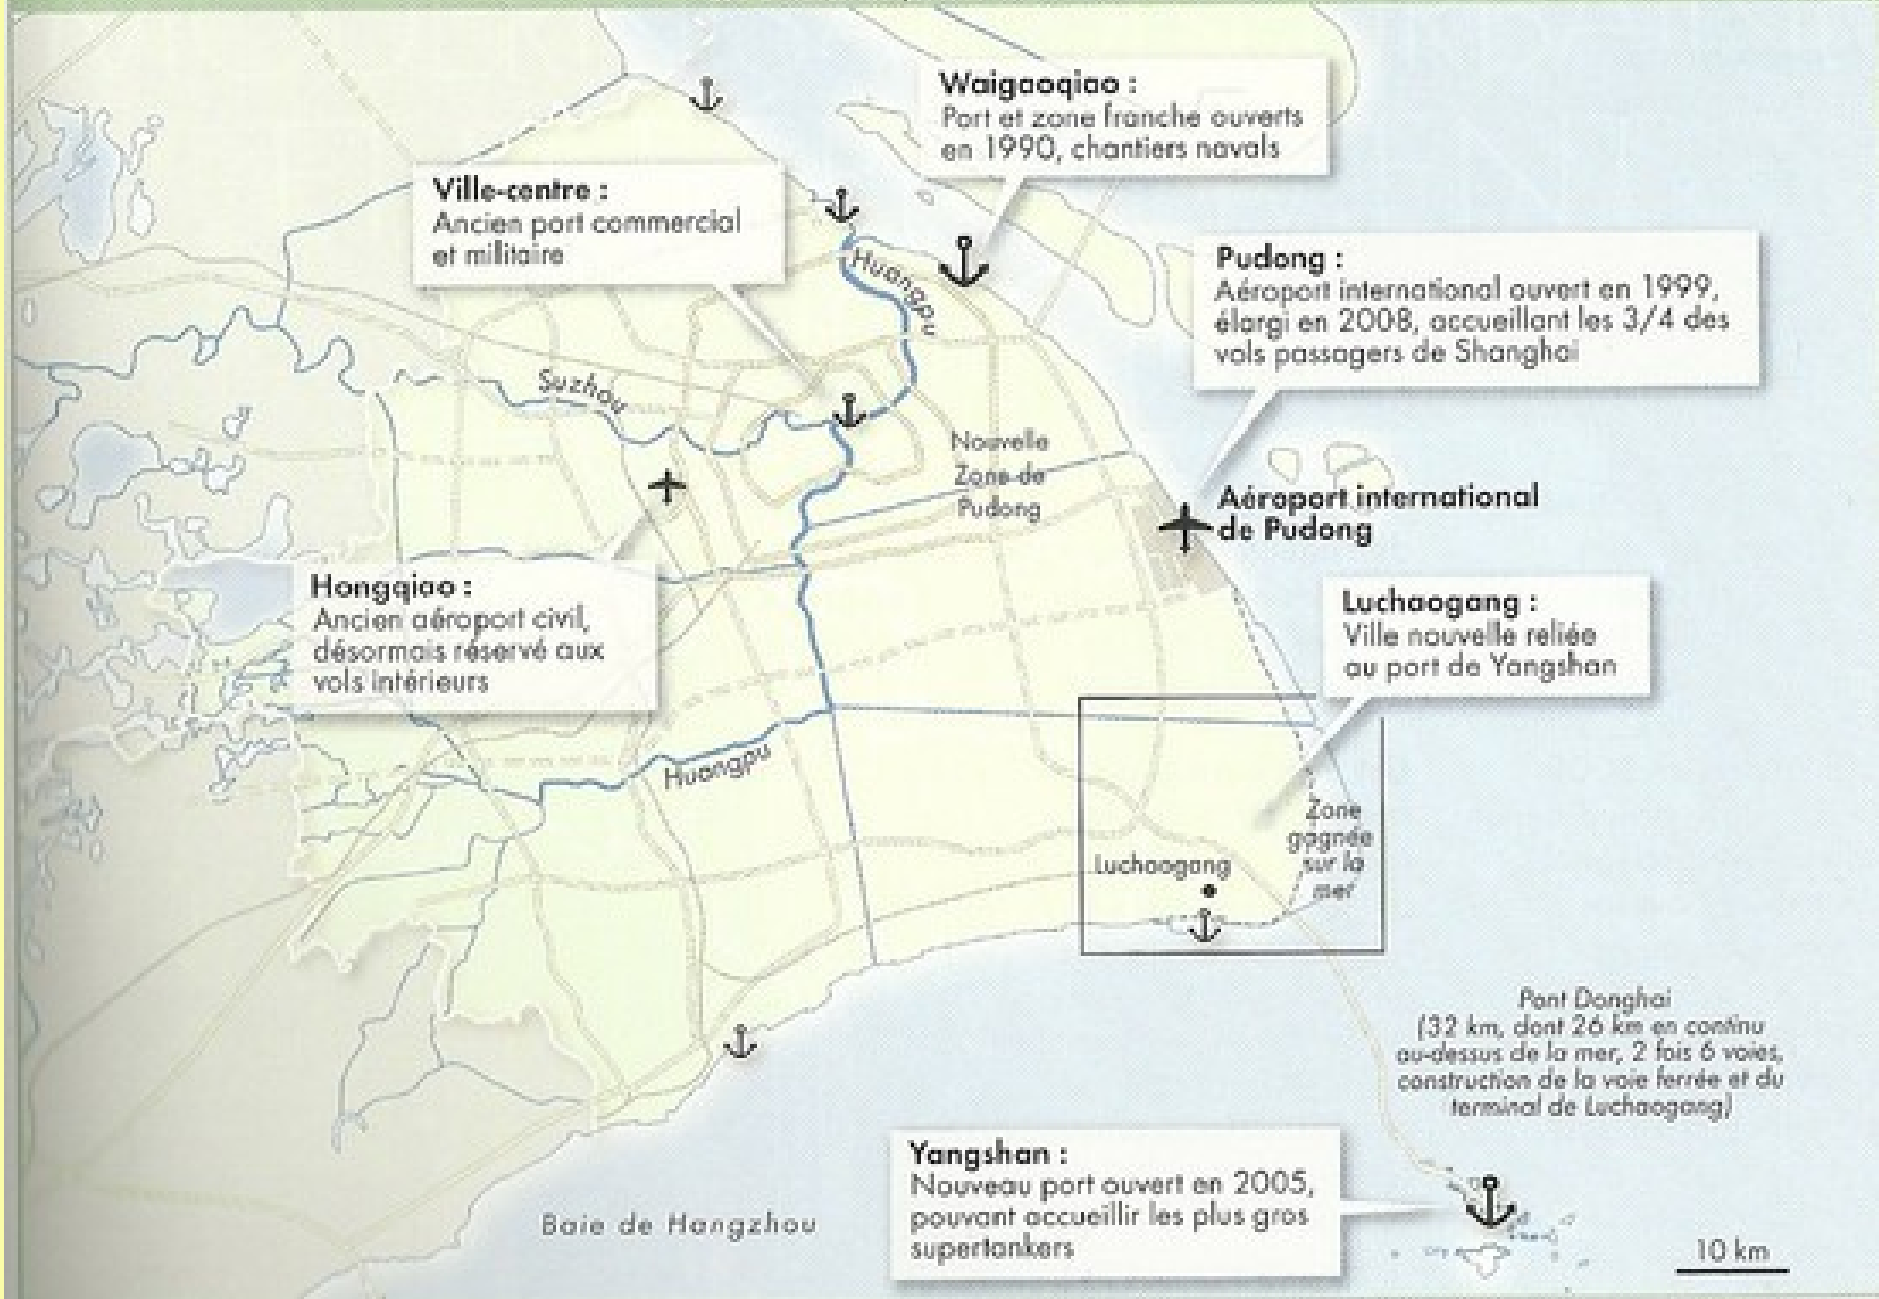 Waigaoqiao :
Port et zone franche ouverts
en 1990, chantiers navals
Ville-centre :
Ancien port commercial
et militaire
Huangpu
Pudong :
Aéroport international ouvert en 1999,
élargi en 2008, accueillant les 3/4 des
vols passagers de Shanghai
Suzhou
Nouvelle
Zone de
Pudong
Aéroport international
de Pudong
Hongqiao :
Ancien aéroport civil,
désormais réservé aux
vols intérieurs
Luchaogang :
Ville nouvelle reliée
au port de Yangshan
Huangpu
Zone
gagnée
sur la
mer
Luchaogang
Pont Donghai
(32 km, dont 26 km en continu
au-dessus de la mer, 2 fois 6 voies,
construction de la voie ferrée et du
terminal de Luchaogang)
Yangshan :
Nouveau port ouvert en 2005,
pouvant accueillir les plus gros
supertankers
Baie de Hangzhou
10 km